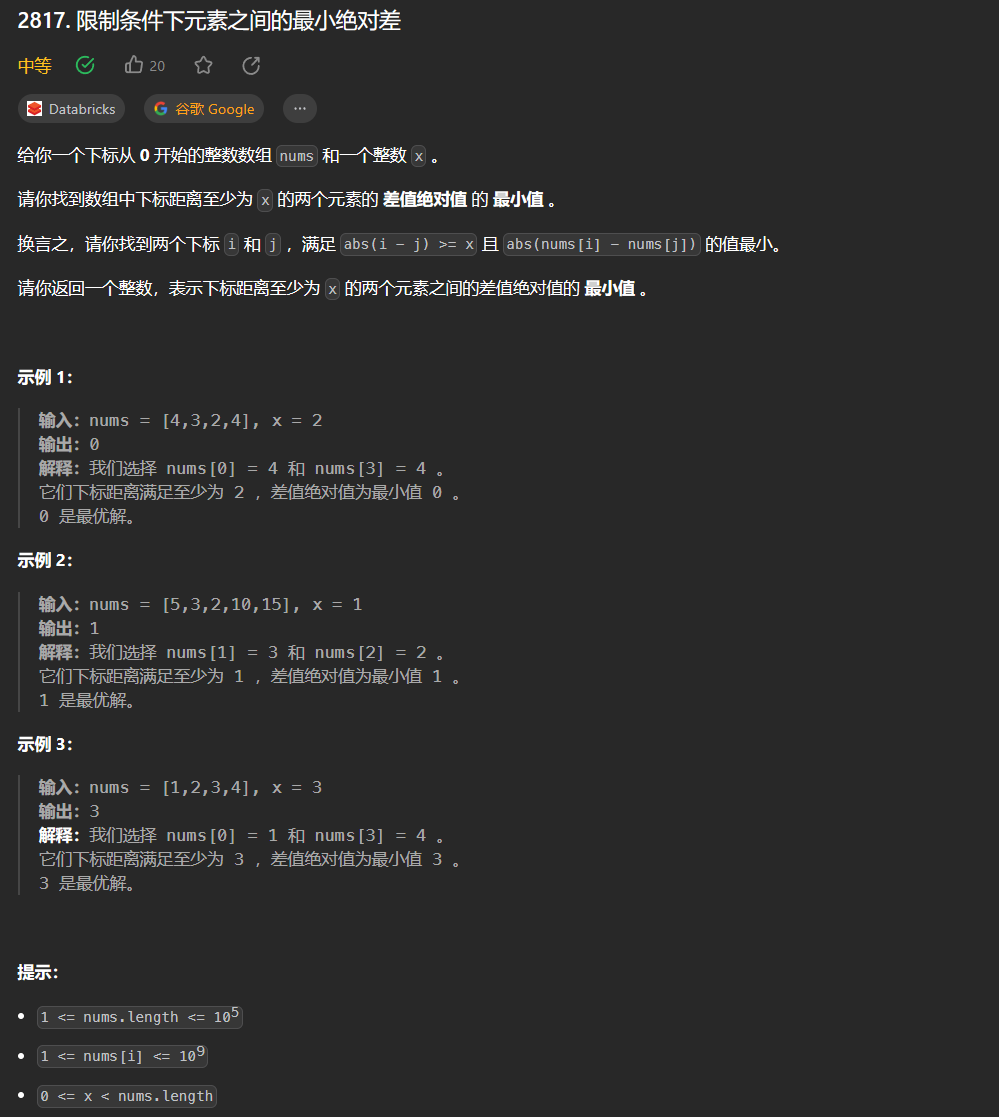 2817. 限制条件下元素之间的最小绝对差
中等 20
Databricks 谷歌 Google ...
给你一个下标从 0 开始的整数数组 nums 和一个整数 x 。
请你找到数组中下标距离至少为 x 的两个元素的 差值绝对值 的 最小值 。
换言之，请你找到两个下标 i 和 j ，满足 abs(i - j) >= x 且 abs(nums[i] - nums[j]) 的值最小。
请你返回一个整数，表示下标距离至少为 x 的两个元素之间的差值绝对值的 最小值 。
示例 1：
输入：nums = [4,3,2,4], x = 2
输出：0
解释：我们选择 nums[0] = 4 和 nums[3] = 4 。
它们下标距离满足至少为 2 ，差值绝对值为最小值 0 。
0 是最优解。
示例 2：
输入：nums = [5,3,2,10,15], x = 1
输出：1
解释：我们选择 nums[1] = 3 和 nums[2] = 2 。
它们下标距离满足至少为 1 ，差值绝对值为最小值 1 。
1 是最优解。
示例 3：
输入：nums = [1,2,3,4], x = 3
输出：3
解释：我们选择 nums[0] = 1 和 nums[3] = 4 。
它们下标距离满足至少为 3 ，差值绝对值为最小值 3 。
3 是最优解。
提示：
• 1 <= nums.length <= 10⁵
• 1 <= nums[i] <= 10⁹
• 0 <= x < nums.length